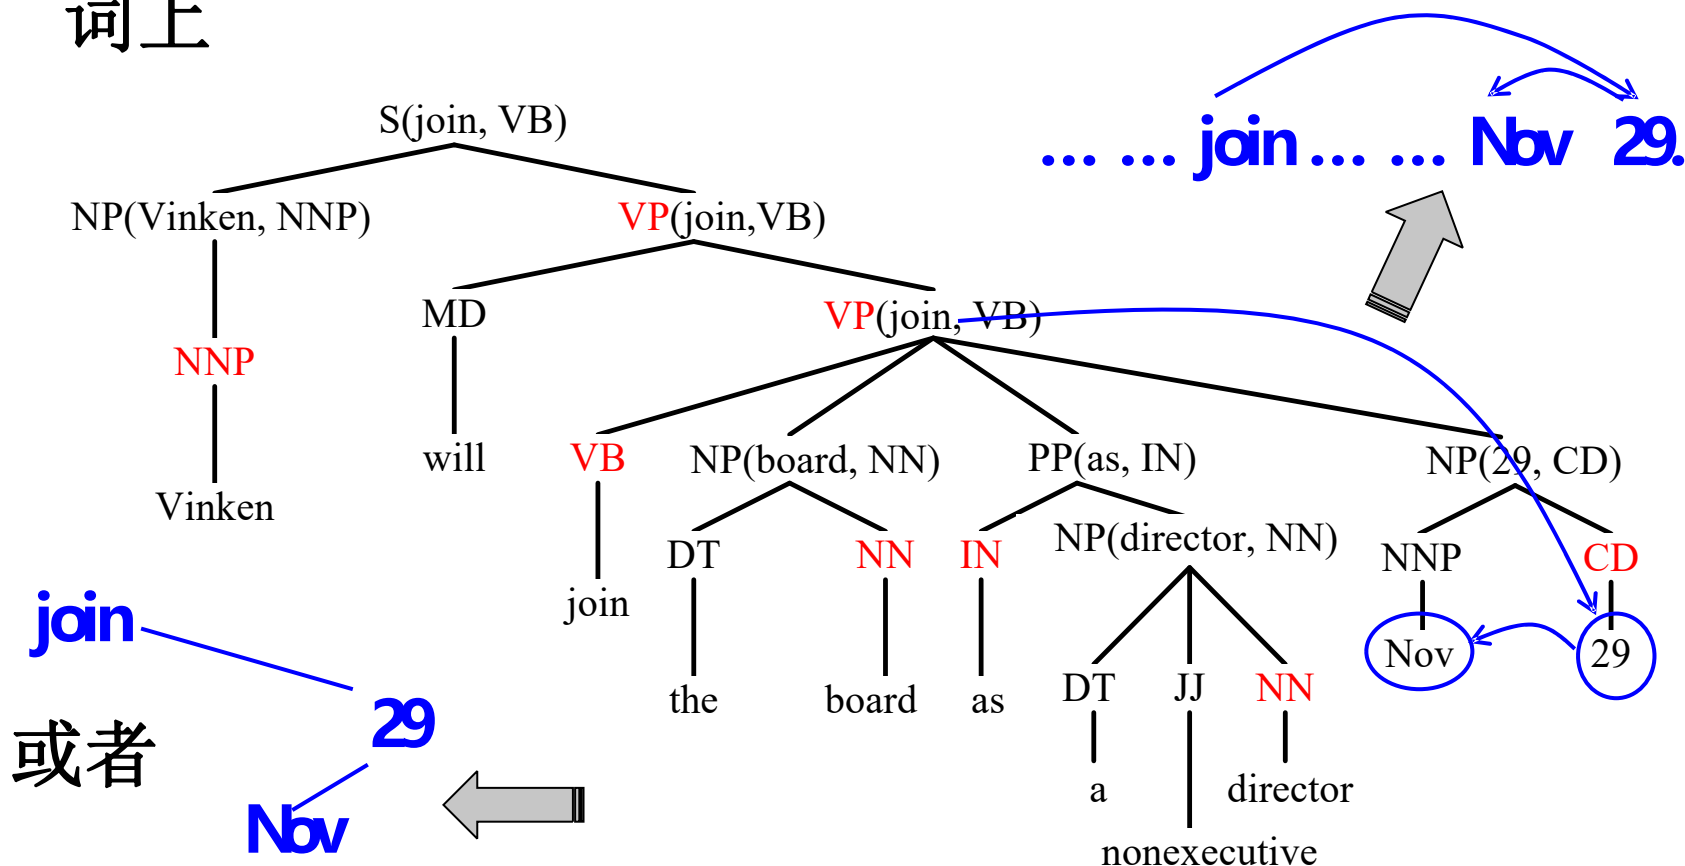 词上
... ... join ... ... Nov 29.
S(join, VB)
NP(Vinken, NNP) VP(join,VB)
MD VP(join, VB)
NNP
will VB NP(board, NN) PP(as, IN) NP(29, CD)
Vinken
DT NN IN NP(director, NN) NNP CD
join
join
Nov 29
the board as DT JJ NN
29
或者
a director
Nov
nonexecutive